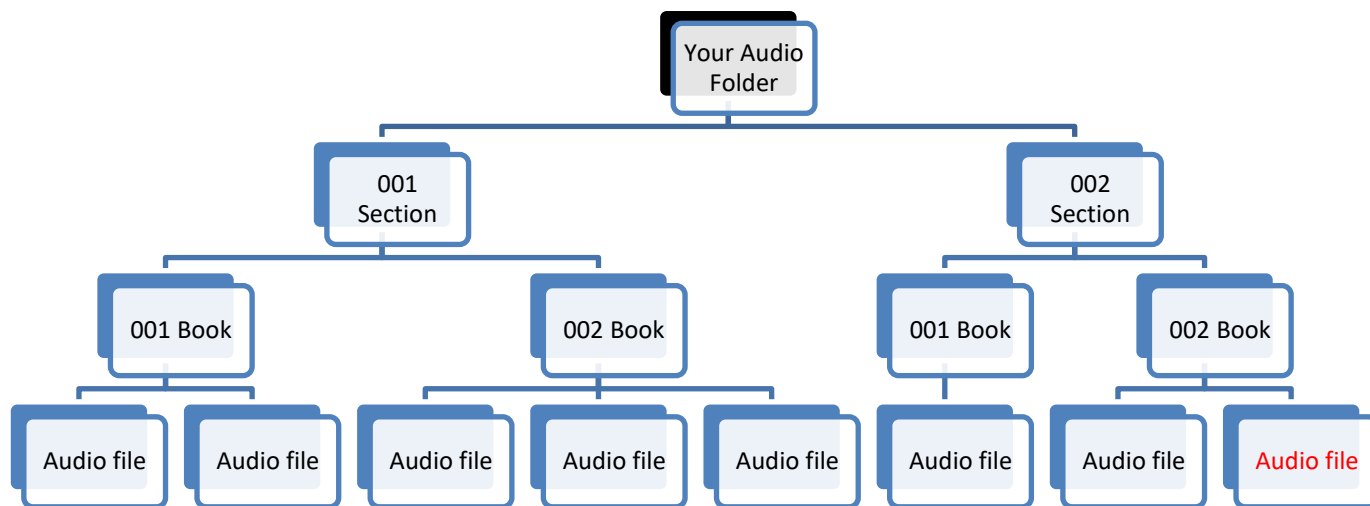 Your Audio
Folder
001
Section
002
Section
001 Book
002 Book
001 Book
002 Book
Audio file
Audio file
Audio file
Audio file
Audio file
Audio file
Audio file
Audio file